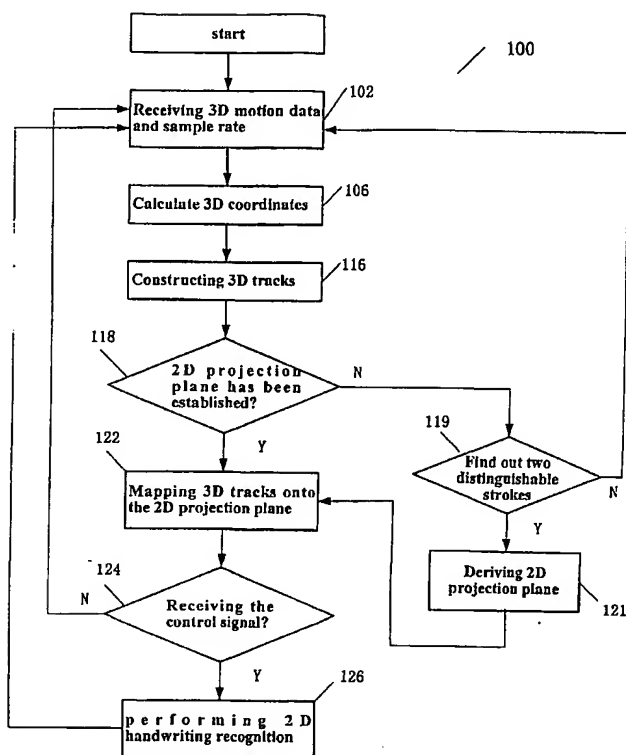 start
100
102
Receiving 3D motion data
and sample rate
106
Calculate 3D coordinates
116
Constructing 3D tracks
118
2D projection
plane has been
established?
N
Y
119
Find out two
distinguishable
strokes
N
Y
122
Mapping 3D tracks onto
the 2D projection plane
Deriving 2D
projection plane
121
124
N
Receiving the
control signal?
Y
126
performing 2D
handwriting recognition